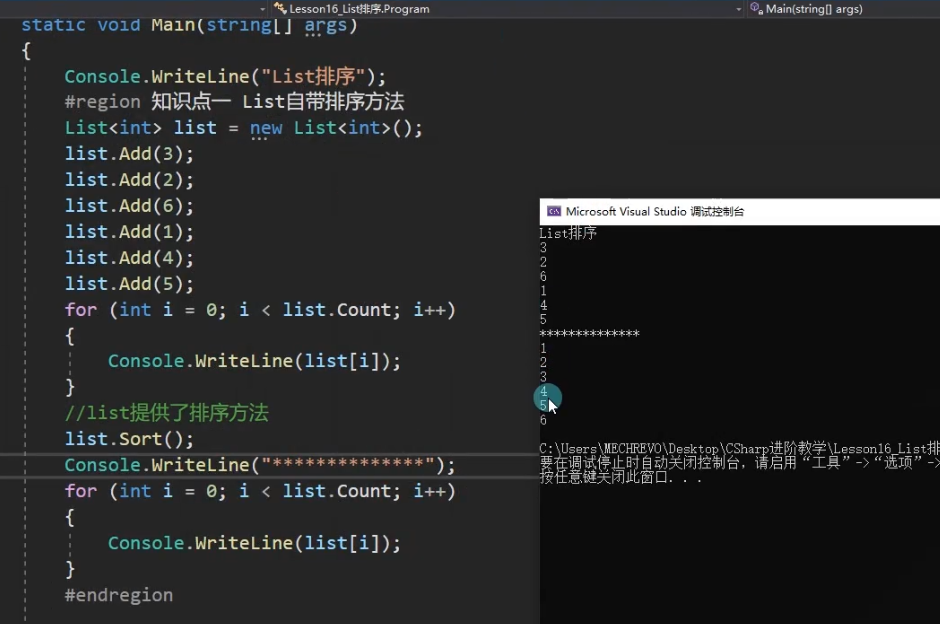 Lesson16_List排序.Program
Main(string[] args)
static void Main(string[] args)
{
Console.WriteLine("List排序");
#region 知识点一 List自带排序方法
List<int> list = new List<int>();
list.Add(3);
list.Add(2);
list.Add(6);
list.Add(1);
list.Add(4);
list.Add(5);
for (int i = 0; i < list.Count; i++)
{
Console.WriteLine(list[i]);
}
//list提供了排序方法
list.Sort();
Console.WriteLine("**************");
for (int i = 0; i < list.Count; i++)
{
Console.WriteLine(list[i]);
}
#endregion
Microsoft Visual Studio 调试控制台
List排序
3
2
6
1
4
5
**************
1
2
3
4
5
6
C:\Users\MECHREVO\Desktop\CSharp进阶教学\Lesson16_List排
要在调试停止时自动关闭控制台，请启用“工具”->“选项”->
按任意键关闭此窗口. . .